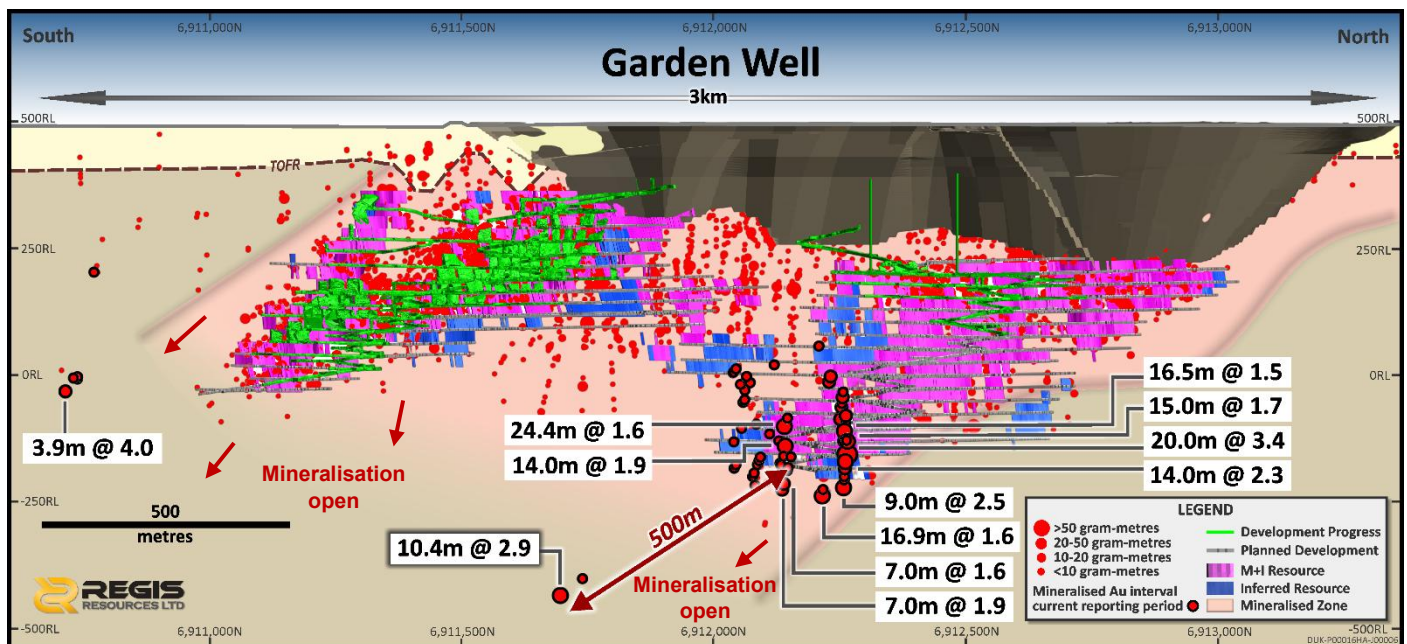 South
6,911,000N
6,911,500N
6,912,000N
6,912,500N
6,913,000N
North
Garden Well
3km
500RL
500RL
TOFR
250RL
250RL
0RL
0RL
16.5m @ 1.5
15.0m @ 1.7
24.4m @ 1.6
20.0m @ 3.4
3.9m @ 4.0
14.0m @ 1.9
14.0m @ 2.3
Mineralisation
open
-250RL
-250RL
500
metres
500m
9.0m @ 2.5
16.9m @ 1.6
7.0m @ 1.6
7.0m @ 1.9
10.4m @ 2.9
Mineralisation
open
LEGEND
>50 gram-metres
20-50 gram-metres
10-20 gram-metres
<10 gram-metres
Mineralised Au interval
current reporting period
Development Progress
Planned Development
M+I Resource
Inferred Resource
Mineralised Zone
REGIS
RESOURCES LTD
-500RL
6,911,000N
6,911,500N
6,912,000N
6,912,500N
6,913,000N
-500RL
DUK-P00016HA-J00006